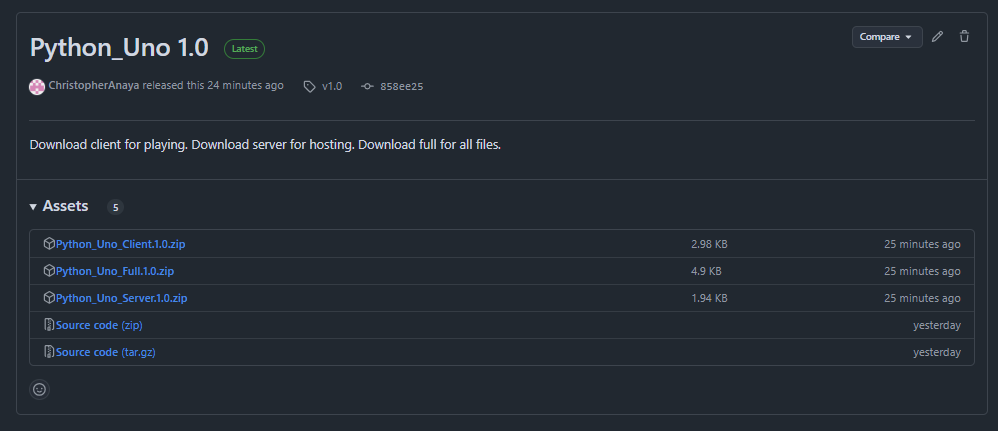 Python_Uno 1.0 Latest Compare
ChristopherAnaya released this 24 minutes ago v1.0 858ee25
Download client for playing. Download server for hosting. Download full for all files.
Assets 5
Python_Uno_Client.1.0.zip 2.98 KB 25 minutes ago
Python_Uno_Full.1.0.zip 4.9 KB 25 minutes ago
Python_Uno_Server.1.0.zip 1.94 KB 25 minutes ago
Source code (zip) yesterday
Source code (tar.gz) yesterday